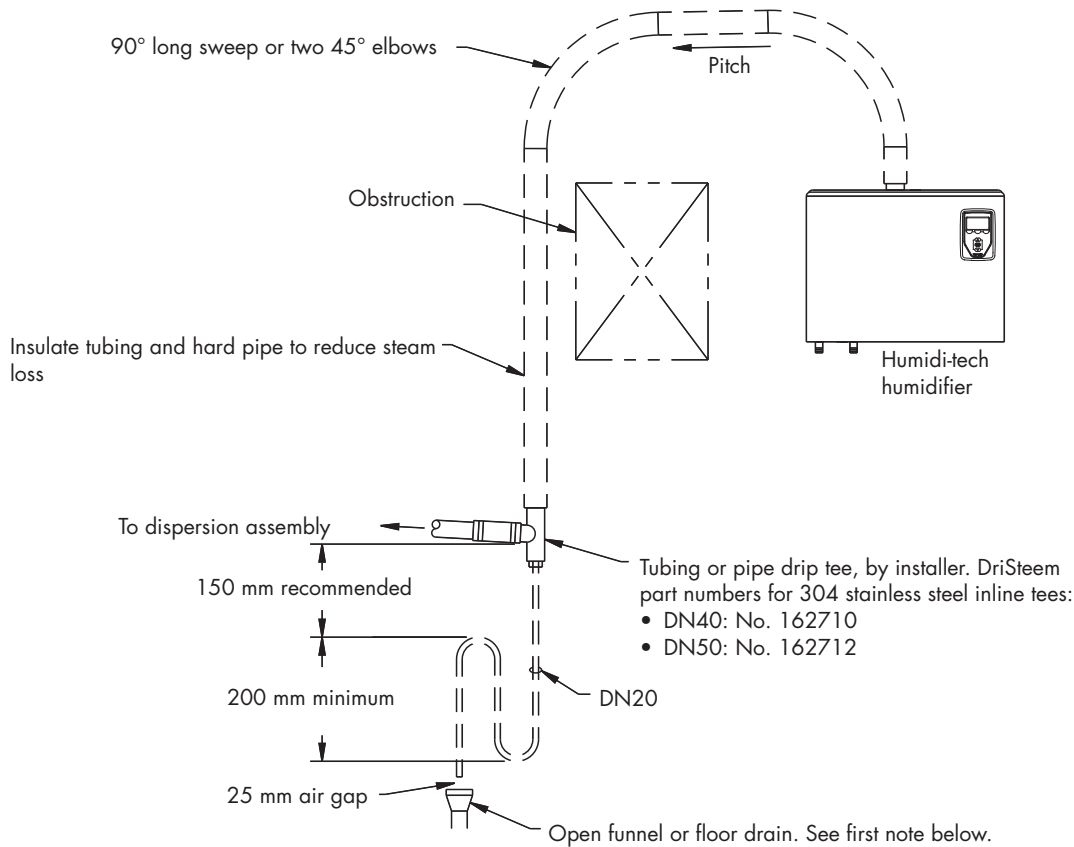 90° long sweep or two 45° elbows
Pitch
Obstruction
Insulate tubing and hard pipe to reduce steam
loss
Humidi-tech
humidifier
To dispersion assembly
150 mm recommended
Tubing or pipe drip tee, by installer. DriSteem
part numbers for 304 stainless steel inline tees:
• DN40: No. 162710
• DN50: No. 162712
200 mm minimum
DN20
25 mm air gap
Open funnel or floor drain. See first note below.